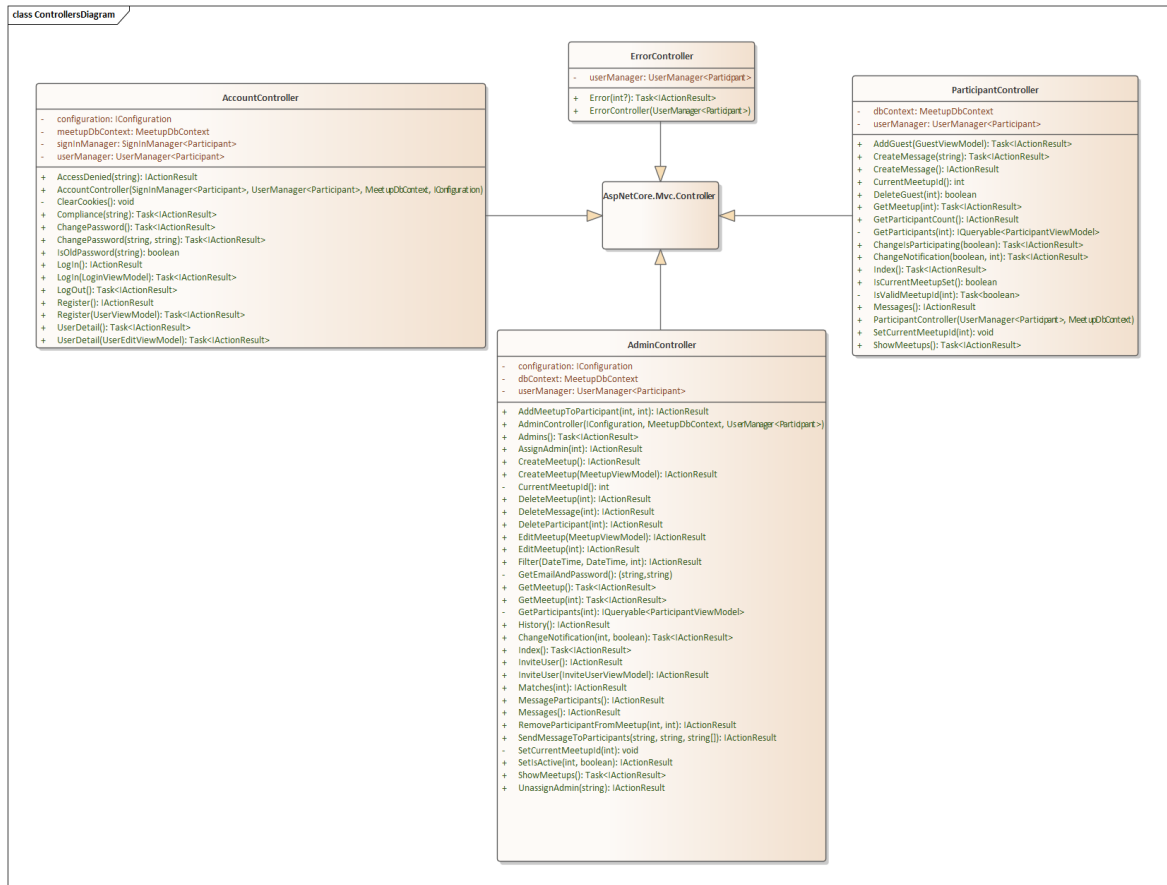 class ControllersDiagram
ErrorController
- userManager: UserManager<Participant>
+ Error(int?): Task<IActionResult>
+ ErrorController(UserManager<Participant>)
AccountController
- configuration: IConfiguration
- meetupDbContext: MeetupDbContext
- signInManager: SignInManager<Participant>
- userManager: UserManager<Participant>
+ AccessDenied(string): IActionResult
+ AccountController(SignInManager<Participant>, UserManager<Participant>, MeetupDbContext, IConfiguration)
- ClearCookies(): void
+ Compliance(string): Task<IActionResult>
+ ChangePassword(): Task<IActionResult>
+ ChangePassword(string, string): Task<IActionResult>
+ IsOldPassword(string): boolean
+ LogIn(): IActionResult
+ LogIn(LoginViewModel): Task<IActionResult>
+ LogOut(): Task<IActionResult>
+ Register(): IActionResult
+ Register(UserViewModel): Task<IActionResult>
+ UserDetail(): Task<IActionResult>
+ UserDetail(UserEditViewModel): Task<IActionResult>
ParticipantController
- dbContext: MeetupDbContext
- userManager: UserManager<Participant>
+ AddGuest(GuestViewModel): Task<IActionResult>
+ CreateMessage(string): Task<IActionResult>
+ CreateMessage(): IActionResult
+ CurrentMeetupId(): int
+ DeleteGuest(int): boolean
+ GetMeetup(int): Task<IActionResult>
+ GetParticipantCount(): IActionResult
- GetParticipants(int): IQueryable<ParticipantViewModel>
+ ChangeIsParticipating(boolean): Task<IActionResult>
+ ChangeNotification(boolean, int): Task<IActionResult>
+ Index(): Task<IActionResult>
+ IsCurrentMeetupSet(): boolean
- IsValidMeetupId(int): Task<boolean>
+ Messages(): IActionResult
+ ParticipantController(UserManager<Participant>, MeetupDbContext)
+ SetCurrentMeetupId(int): void
+ ShowMeetups(): Task<IActionResult>
AspNetCore.Mvc.Controller
AdminController
- configuration: IConfiguration
- dbContext: MeetupDbContext
- userManager: UserManager<Participant>
+ AddMeetupToParticipant(int, int): IActionResult
+ AdminController(IConfiguration, MeetupDbContext, UserManager<Participant>)
+ Admins(): Task<IActionResult>
+ AssignAdmin(int): IActionResult
+ CreateMeetup(): IActionResult
+ CreateMeetup(MeetupViewModel): IActionResult
- CurrentMeetupId(): int
+ DeleteMeetup(int): IActionResult
+ DeleteMessage(int): IActionResult
+ DeleteParticipant(int): IActionResult
+ EditMeetup(MeetupViewModel): IActionResult
+ EditMeetup(int): IActionResult
+ Filter(DateTime, DateTime, int): IActionResult
- GetEmailAndPassword(): (string,string)
+ GetMeetup(): Task<IActionResult>
+ GetMeetup(int): Task<IActionResult>
- GetParticipants(int): IQueryable<ParticipantViewModel>
+ History(): IActionResult
+ ChangeNotification(int, boolean): Task<IActionResult>
+ Index(): Task<IActionResult>
+ InviteUser(): IActionResult
+ InviteUser(InviteUserViewModel): IActionResult
+ Matches(int): IActionResult
+ MessageParticipants(): IActionResult
+ Messages(): IActionResult
+ RemoveParticipantFromMeetup(int, int): IActionResult
+ SendMessageToParticipants(string, string, string[]): IActionResult
- SetCurrentMeetupId(int): void
+ SetIsActive(int, boolean): IActionResult
+ ShowMeetups(): Task<IActionResult>
+ UnassignAdmin(string): IActionResult